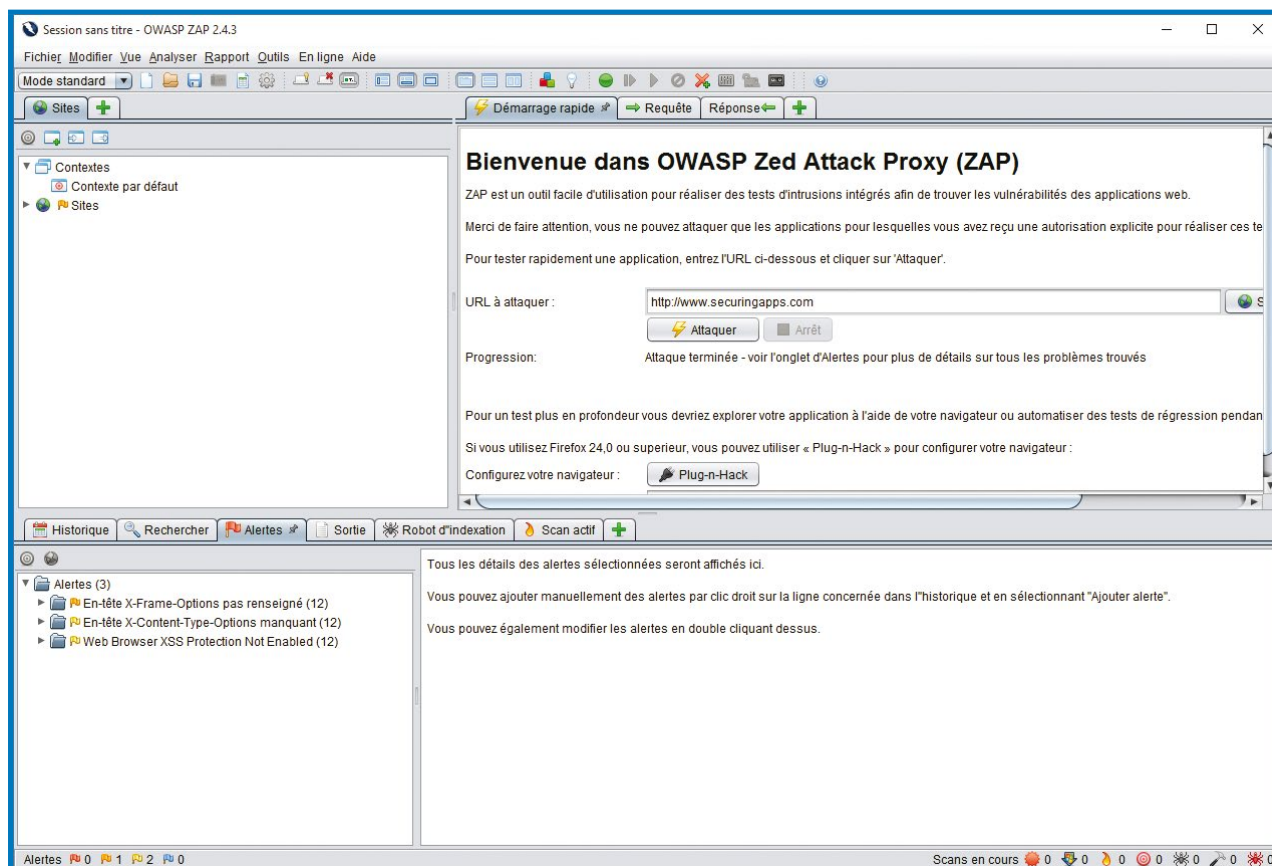 Session sans titre - OWASP ZAP 2.4.3
Fichier Modifier Vue Analyser Rapport Outils En ligne Aide
Mode standard
Sites
Démarrage rapide
Requête
Réponse
Contextes
Contexte par défaut
Sites
Bienvenue dans OWASP Zed Attack Proxy (ZAP)
ZAP est un outil facile d'utilisation pour réaliser des tests d'intrusions intégrés afin de trouver les vulnérabilités des applications web.
Merci de faire attention, vous ne pouvez attaquer que les applications pour lesquelles vous avez reçu une autorisation explicite pour réaliser ces te
Pour tester rapidement une application, entrez l'URL ci-dessous et cliquer sur 'Attaquer'.
URL à attaquer :
http://www.securingapps.com
S
Attaquer
Arrêt
Progression:
Attaque terminée - voir l'onglet d'Alertes pour plus de détails sur tous les problèmes trouvés
Pour un test plus en profondeur vous devriez explorer votre application à l'aide de votre navigateur ou automatiser des tests de régression pendan
Si vous utilisez Firefox 24,0 ou superieur, vous pouvez utiliser « Plug-n-Hack » pour configurer votre navigateur :
Configurez votre navigateur :
Plug-n-Hack
Historique
Rechercher
Alertes
Sortie
Robot d"indexation
Scan actif
Alertes (3)
En-tête X-Frame-Options pas renseigné (12)
En-tête X-Content-Type-Options manquant (12)
Web Browser XSS Protection Not Enabled (12)
Tous les détails des alertes sélectionnées seront affichés ici.
Vous pouvez ajouter manuellement des alertes par clic droit sur la ligne concernée dans l"historique et en sélectionnant "Ajouter alerte".
Vous pouvez également modifier les alertes en double cliquant dessus.
Alertes 0 1 2 0
Scans en cours 0 0 0 0 0 0 0